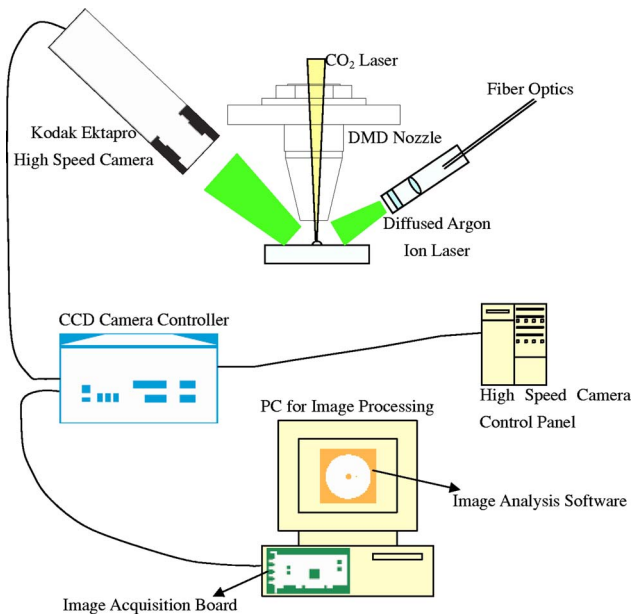 CO₂ Laser
Fiber Optics
Kodak Ektapro
High Speed Camera
DMD Nozzle
Diffused Argon
Ion Laser
CCD Camera Controller
High Speed Camera
Control Panel
PC for Image Processing
Image Analysis Software
Image Acquisition Board